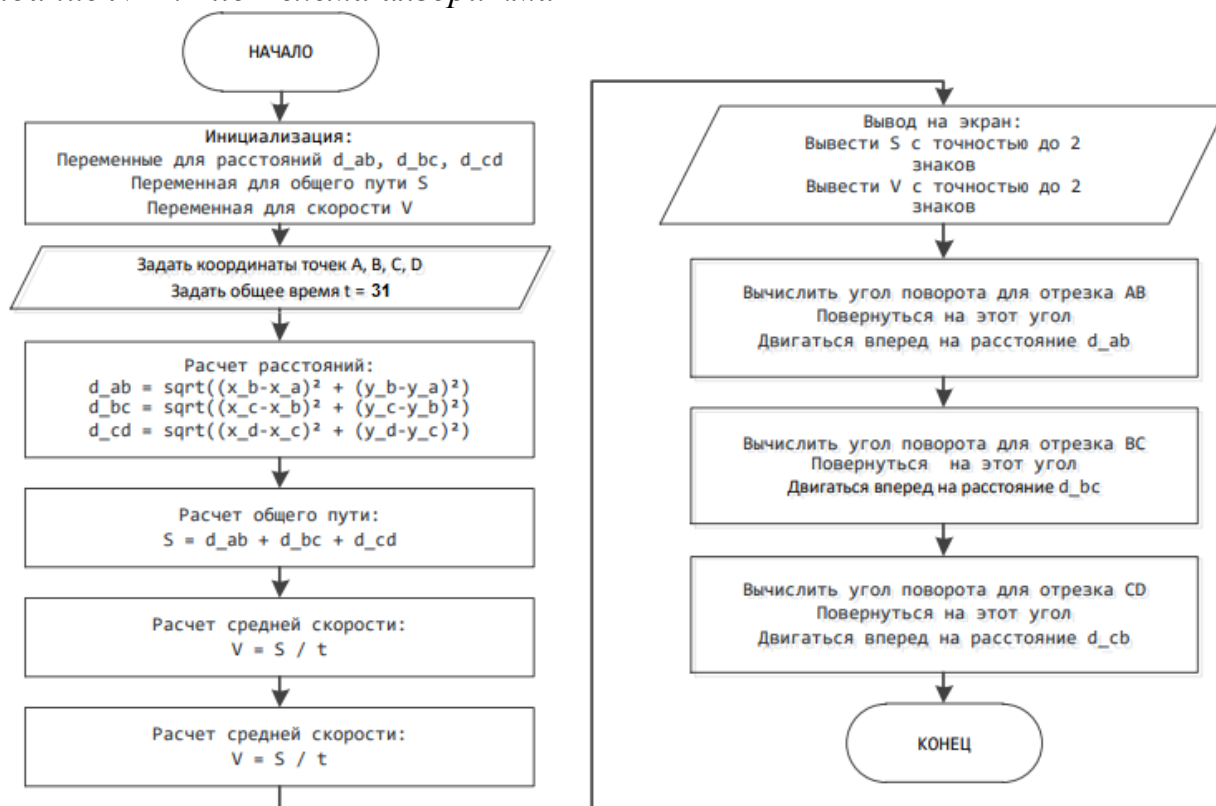 НАЧАЛО
Инициализация:
Переменные для расстояний d_ab, d_bc, d_cd
Переменная для общего пути S
Переменная для скорости V
Задать координаты точек A, B, C, D
Задать общее время t = 31
Расчет расстояний:
d_ab = sqrt((x_b-x_a)² + (y_b-y_a)²)
d_bc = sqrt((x_c-x_b)² + (y_c-y_b)²)
d_cd = sqrt((x_d-x_c)² + (y_d-y_c)²)
Расчет общего пути:
S = d_ab + d_bc + d_cd
Расчет средней скорости:
V = S / t
Расчет средней скорости:
V = S / t
Вывод на экран:
Вывести S с точностью до 2
знаков
Вывести V с точностью до 2
знаков
Вычислить угол поворота для отрезка AB
Повернуться на этот угол
Двигаться вперед на расстояние d_ab
Вычислить угол поворота для отрезка BC
Повернуться на этот угол
Двигаться вперед на расстояние d_bc
Вычислить угол поворота для отрезка CD
Повернуться на этот угол
Двигаться вперед на расстояние d_cb
КОНЕЦ